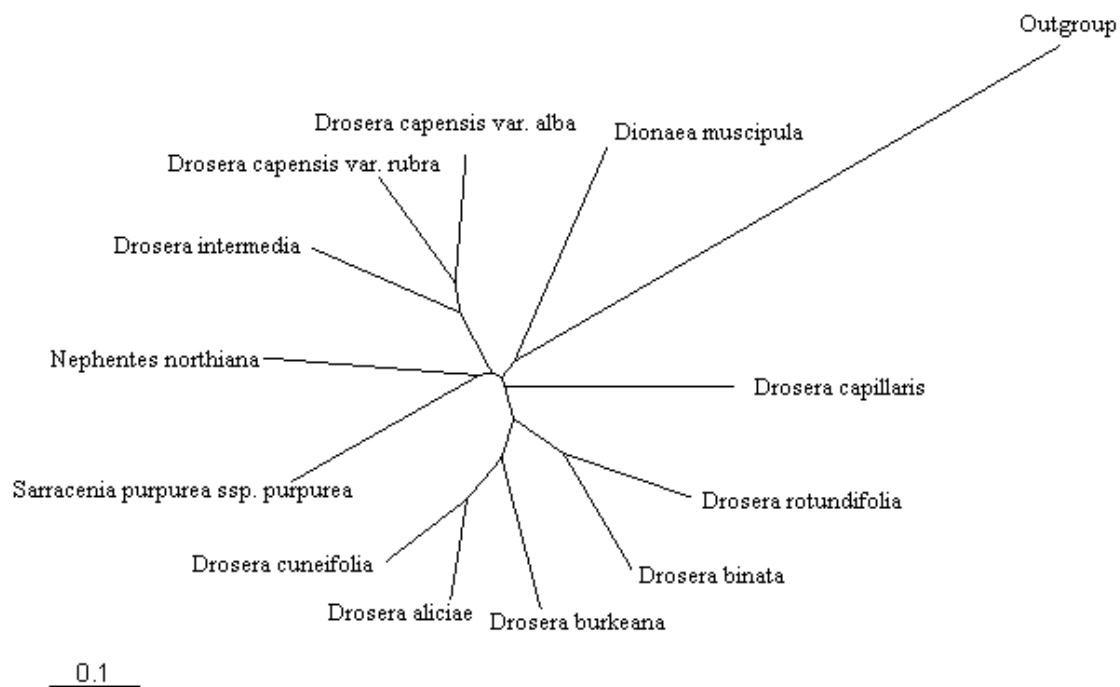 Outgroup
Drosera capensis var. alba
Dionaea muscipula
Drosera capensis var. rubra
Drosera intermedia
Nephentes northiana
Drosera capillaris
Sarracenia purpurea ssp. purpurea
Drosera rotundifolia
Drosera cuneifolia
Drosera binata
Drosera aliciae
Drosera burkeana
0.1